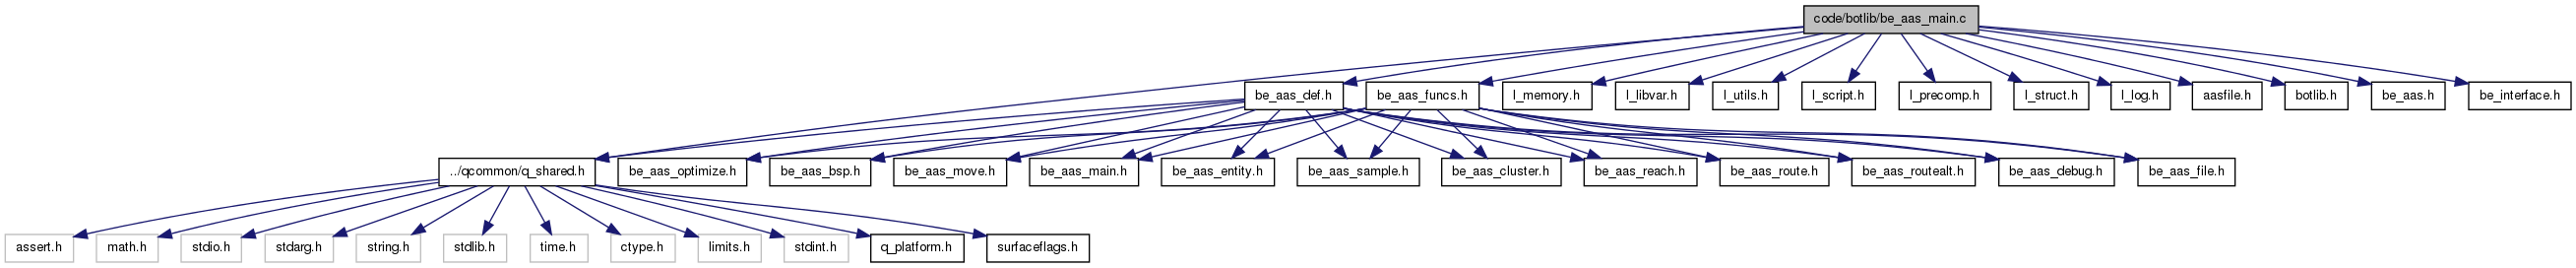 code/botlib/be_aas_main.c
be_aas_def.h
be_aas_funcs.h
l_memory.h
l_libvar.h
l_utils.h
l_script.h
l_precomp.h
l_struct.h
l_log.h
aasfile.h
botlib.h
be_aas.h
be_interface.h
../qcommon/q_shared.h
be_aas_optimize.h
be_aas_bsp.h
be_aas_move.h
be_aas_main.h
be_aas_entity.h
be_aas_sample.h
be_aas_cluster.h
be_aas_reach.h
be_aas_route.h
be_aas_routealt.h
be_aas_debug.h
be_aas_file.h
assert.h
math.h
stdio.h
stdarg.h
string.h
stdlib.h
time.h
ctype.h
limits.h
stdint.h
q_platform.h
surfaceflags.h